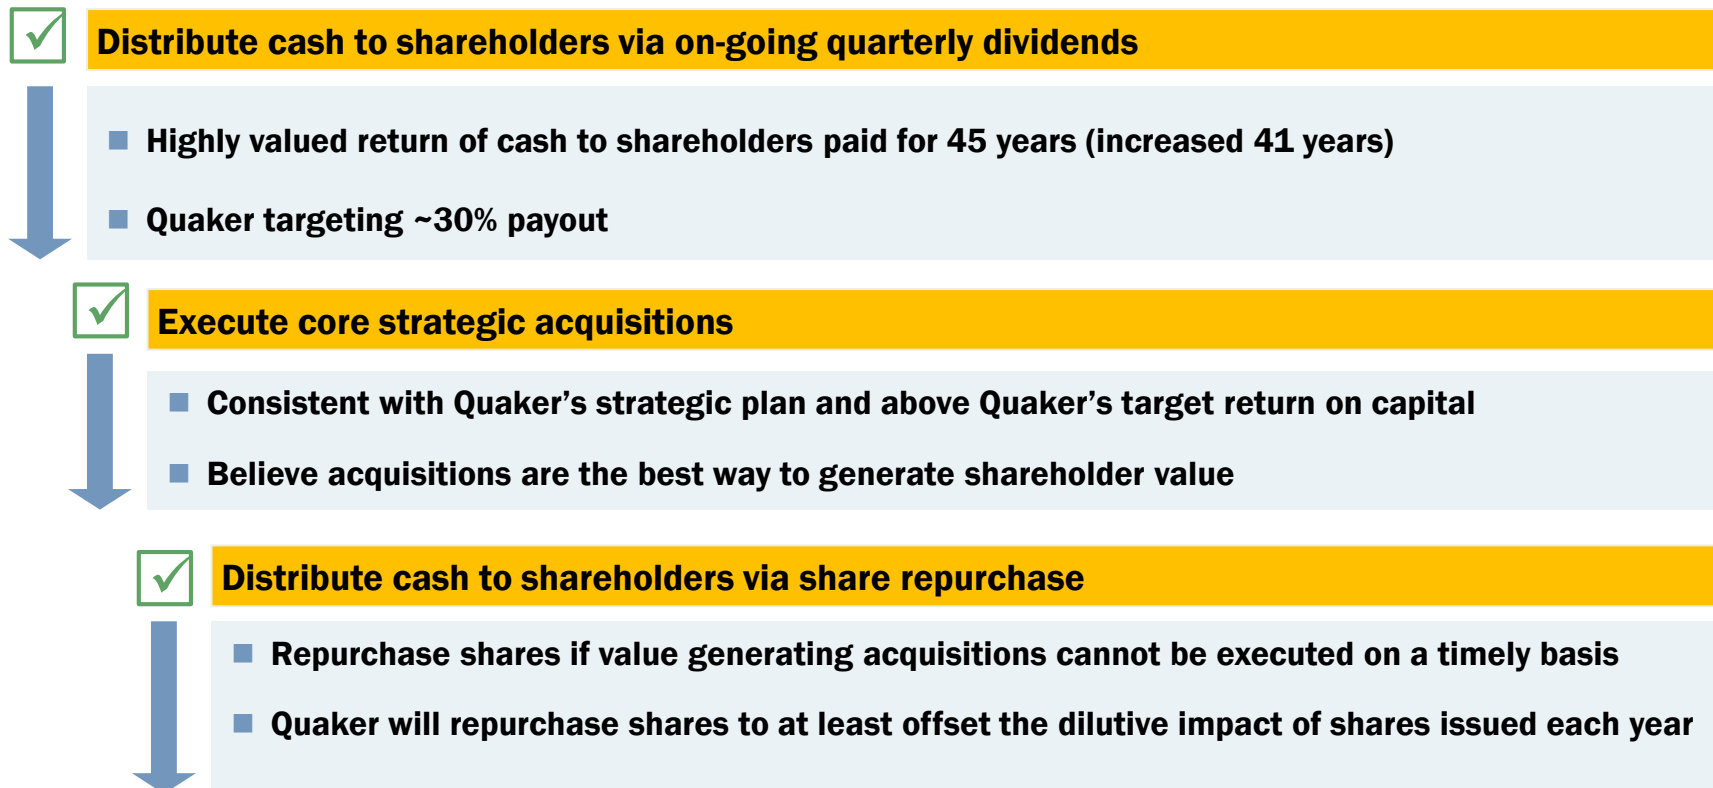 Distribute cash to shareholders via on-going quarterly dividends
Highly valued return of cash to shareholders paid for 45 years (increased 41 years)
Quaker targeting ~30% payout
Execute core strategic acquisitions
Consistent with Quaker’s strategic plan and above Quaker’s target return on capital
Believe acquisitions are the best way to generate shareholder value
Distribute cash to shareholders via share repurchase
Repurchase shares if value generating acquisitions cannot be executed on a timely basis
Quaker will repurchase shares to at least offset the dilutive impact of shares issued each year